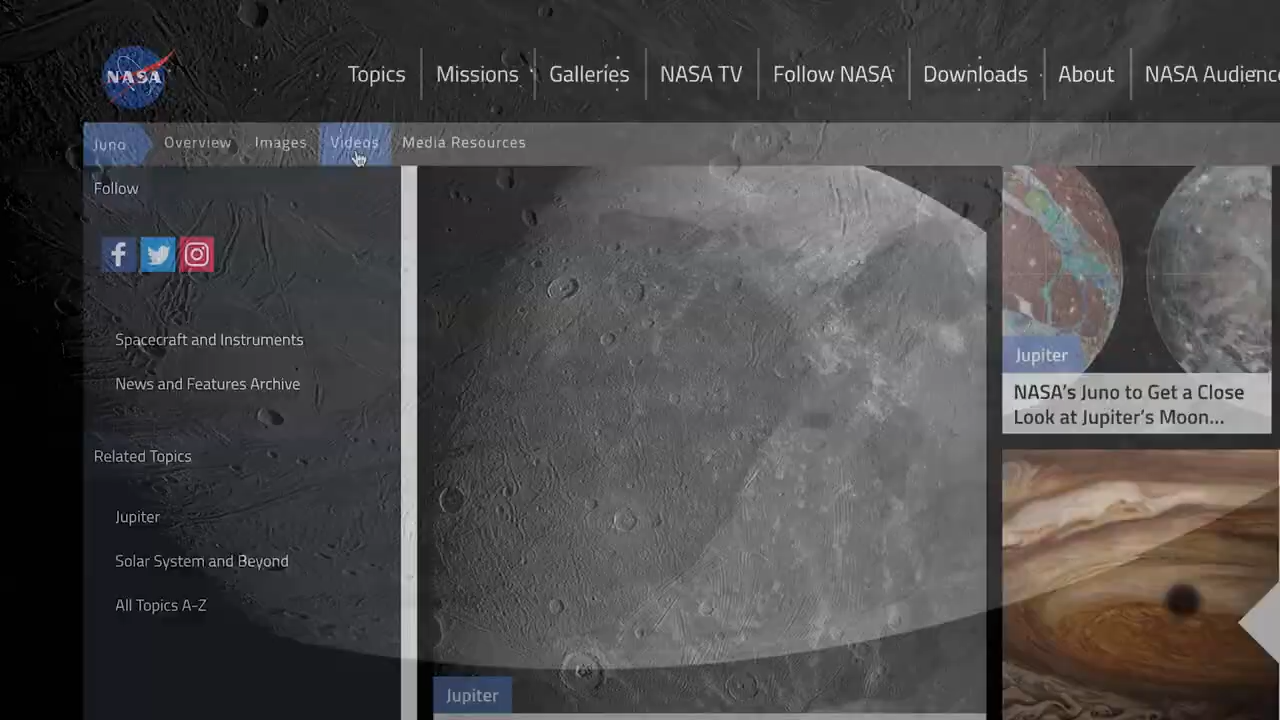 NASA
Topics
Missions
Galleries
NASA TV
Follow NASA
Downloads
About
NASA Audience
Juno
Overview
Images
Videos
Media Resources
Follow
Spacecraft and Instruments
News and Features Archive
Related Topics
Jupiter
Solar System and Beyond
All Topics A-Z
Jupiter
Jupiter
NASA's Juno to Get a Close
Look at Jupiter's Moon...